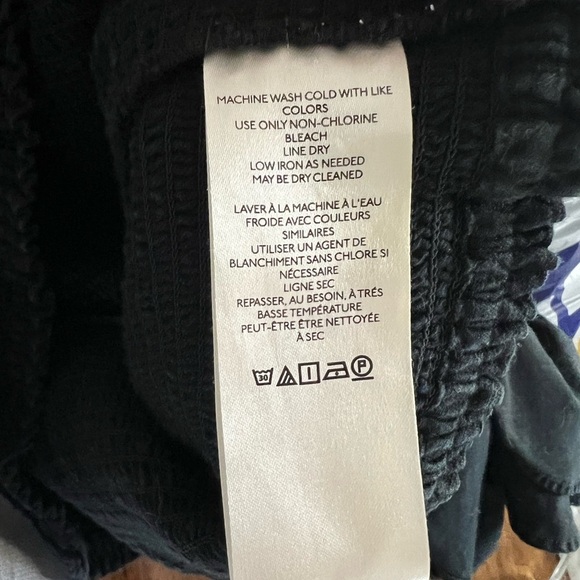 MACHINE WASH COLD WITH LIKE
COLORS
USE ONLY NON-CHLORINE
BLEACH
LINE DRY
LOW IRON AS NEEDED
MAY BE DRY CLEANED
LAVER À LA MACHINE À L'EAU
FROIDE AVEC COULEURS
SIMILAIRES
UTILISER UN AGENT DE
BLANCHIMENT SANS CHLORE SI
NÉCESSAIRE
LIGNE SEC
REPASSER, AU BESOIN, À TRÉS
BASSE TEMPÉRATURE
PEUT-ÊTRE ÊTRE NETTOYÉE
À SEC
30
P